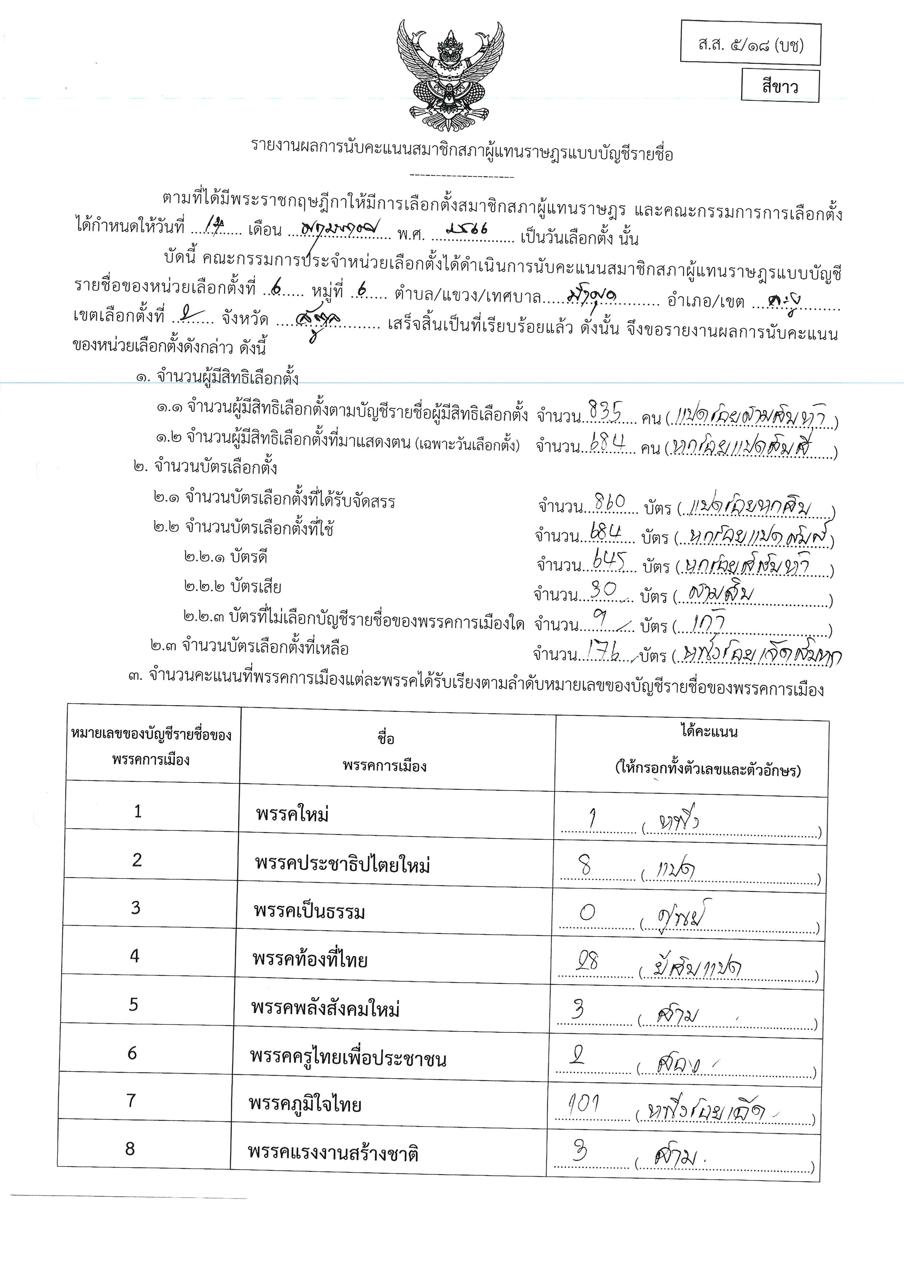 ส.ส. ๕/๑๘ (บช)
สีขาว
รายงานผลการนับคะแนนสมาชิกสภาผู้แทนราษฎรแบบบัญชีรายชื่อ
ตามที่ได้มีพระราชกฤษฎีกาให้มีการเลือกตั้งสมาชิกสภาผู้แทนราษฎร และคณะกรรมการการเลือกตั้ง
ได้กำหนดให้วันที่ 14 เดือน พฤษภาคม พ.ศ. 2566 เป็นวันเลือกตั้ง นั้น
บัดนี้ คณะกรรมการประจำหน่วยเลือกตั้งได้ดำเนินการนับคะแนนสมาชิกสภาผู้แทนราษฎรแบบบัญชี
รายชื่อของหน่วยเลือกตั้งที่ 6 หมู่ที่ 6 ตำบล/แขวง/เทศบาล อำเภอ/เขต ละงู
เขตเลือกตั้งที่ 2 จังหวัด สตูล เสร็จสิ้นเป็นที่เรียบร้อยแล้ว ดังนั้น จึงขอรายงานผลการนับคะแนน
ของหน่วยเลือกตั้งดังกล่าว ดังนี้
๑. จำนวนผู้มีสิทธิเลือกตั้ง
๑.๑ จำนวนผู้มีสิทธิเลือกตั้งตามบัญชีรายชื่อผู้มีสิทธิเลือกตั้ง จำนวน 835 คน (แปดร้อยสามสิบห้า)
๑.๒ จำนวนผู้มีสิทธิเลือกตั้งที่มาแสดงตน (เฉพาะวันเลือกตั้ง) จำนวน 684 คน (หกร้อยแปดสิบสี่)
๒. จำนวนบัตรเลือกตั้ง
๒.๑ จำนวนบัตรเลือกตั้งที่ได้รับจัดสรร จำนวน 860 บัตร (แปดร้อยหกสิบ)
๒.๒ จำนวนบัตรเลือกตั้งที่ใช้ จำนวน 684 บัตร (หกร้อยแปดสิบสี่)
๒.๒.๑ บัตรดี จำนวน 645 บัตร (หกร้อยสี่สิบห้า)
๒.๒.๒ บัตรเสีย จำนวน 30 บัตร (สามสิบ)
๒.๒.๓ บัตรที่ไม่เลือกบัญชีรายชื่อของพรรคการเมืองใด จำนวน 9 บัตร (เก้า)
๒.๓ จำนวนบัตรเลือกตั้งที่เหลือ จำนวน 176 บัตร (หนึ่งร้อยเจ็ดสิบหก)
๓. จำนวนคะแนนที่พรรคการเมืองแต่ละพรรคได้รับเรียงตามลำดับหมายเลขของบัญชีรายชื่อของพรรคการเมือง
หมายเลขของบัญชีรายชื่อของ ชื่อ ได้คะแนน
พรรคการเมือง พรรคการเมือง (ให้กรอกทั้งตัวเลขและตัวอักษร)
1 พรรคใหม่ 1 (หนึ่ง)
2 พรรคประชาธิปไตยใหม่ 8 (แปด)
3 พรรคเป็นธรรม 0 (ศูนย์)
4 พรรคท้องที่ไทย 28 (ยี่สิบแปด)
5 พรรคพลังสังคมใหม่ 3 (สาม)
6 พรรคครูไทยเพื่อประชาชน 2 (สอง)
7 พรรคภูมิใจไทย 101 (หนึ่งร้อยเอ็ด)
8 พรรคแรงงานสร้างชาติ 3 (สาม)